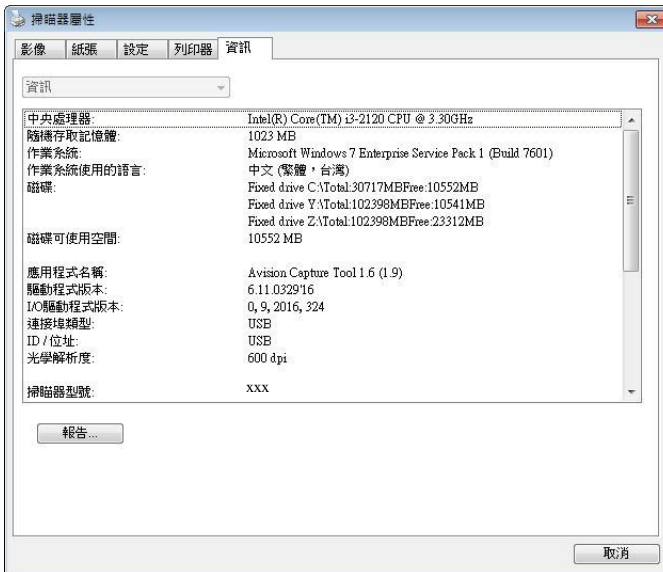 掃瞄器屬性
影像 紙張 設定 列印器 資訊
資訊
中央處理器: Intel(R) Core(TM) i3-2120 CPU @ 3.30GHz
隨機存取記憶體: 1023 MB
作業系統: Microsoft Windows 7 Enterprise Service Pack 1 (Build 7601)
作業系統使用的語言: 中文 (繁體，台灣)
磁碟: Fixed drive C:\Total:30717MBFree:10552MB
Fixed drive Y:\Total:102398MBFree:10541MB
Fixed drive Z:\Total:102398MBFree:23312MB
磁碟可使用空間: 10552 MB
應用程式名稱: Avision Capture Tool 1.6 (1.9)
驅動程式版本: 6.11.0329'16
I/O驅動程式版本: 0, 9, 2016, 324
連接埠類型: USB
ID / 位址: USB
光學解析度: 600 dpi
掃瞄器型號: xxx
報告...
取消